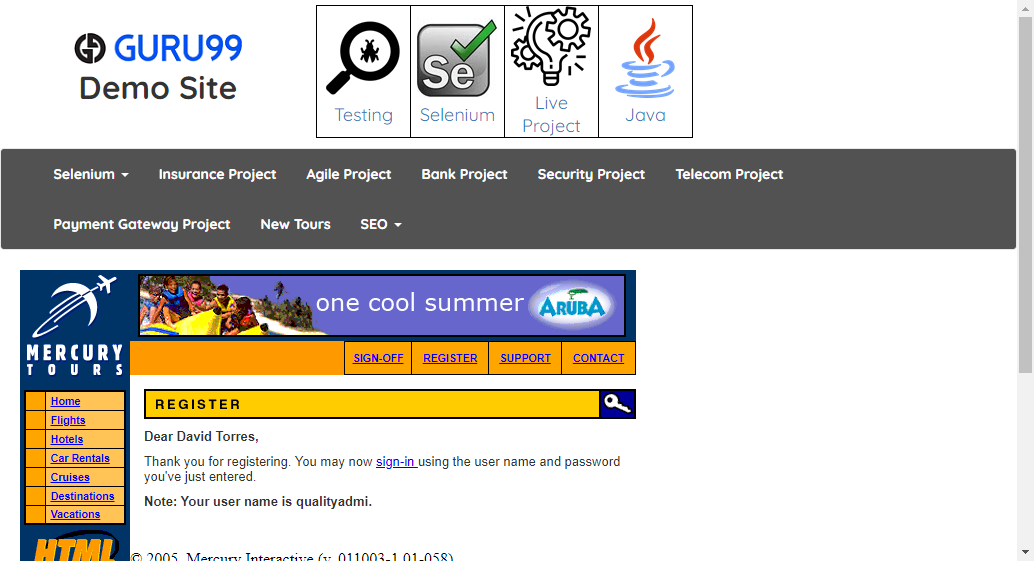 GURU99
Demo Site
Testing
Se
Selenium
Live
Project
Java
Selenium
Insurance Project
Agile Project
Bank Project
Security Project
Telecom Project
Payment Gateway Project
New Tours
SEO
one cool summer
ARUBA
MERCURY
TOURS
SIGN-OFF
REGISTER
SUPPORT
CONTACT
Home
Flights
Hotels
Car Rentals
Cruises
Destinations
Vacations
HTML
REGISTER
Dear David Torres,
Thank you for registering. You may now sign-in using the user name and password
you've just entered.
Note: Your user name is qualityadmi.
© 2005, Mercury Interactive (v. 011003-1.01-058)